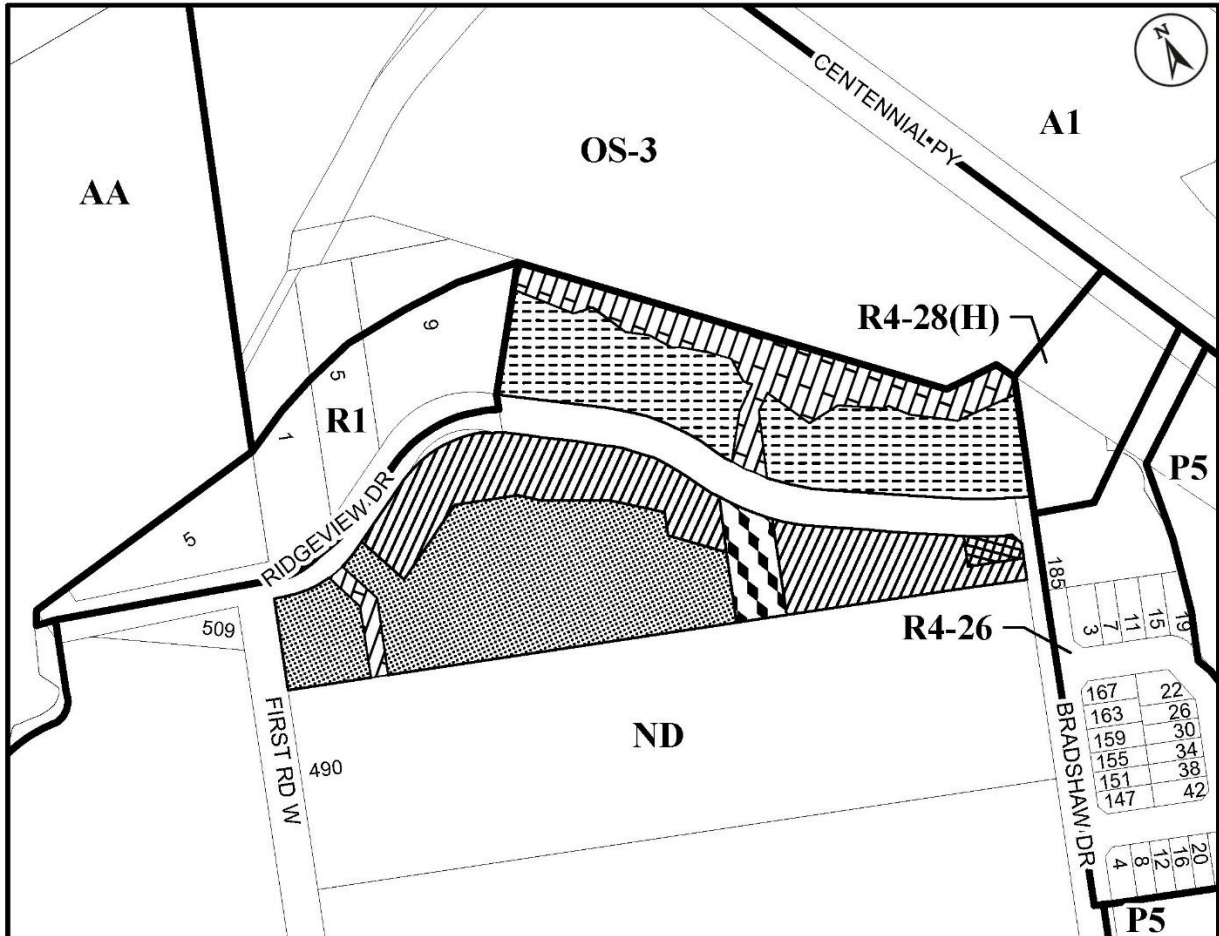 N
CENTENNIAL PY
A1
OS-3
AA
R4-28(H)
9
5
R1
1
P5
5
RIDGEVIEW DR
509
185
3
7
11
15
19
R4-26
167
22
163
26
159
30
155
34
151
38
147
42
FIRST RD W
490
ND
BRADSHAW DR
4
8
12
16
20
P5